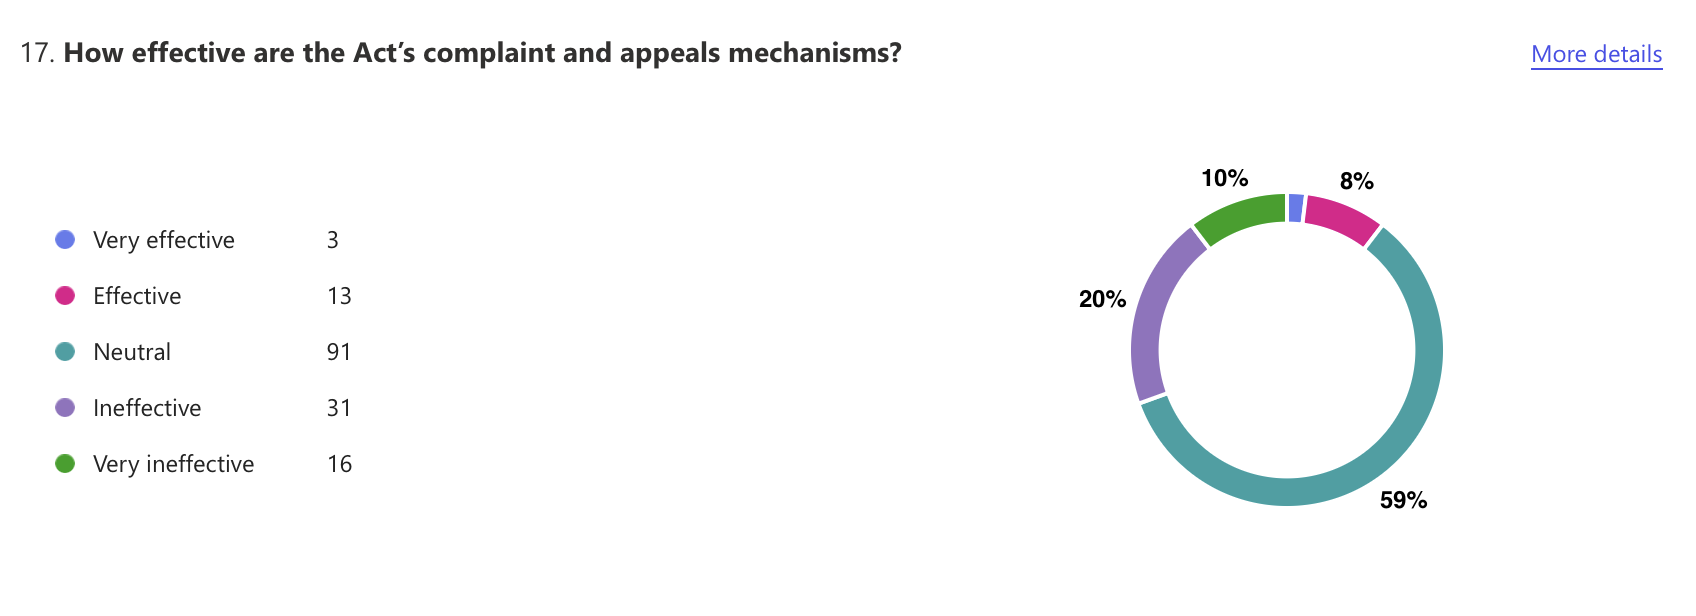 17. How effective are the Act’s complaint and appeals mechanisms?
More details
Very effective 3
Effective 13
Neutral 91
Ineffective 31
Very ineffective 16
10%
8%
20%
59%